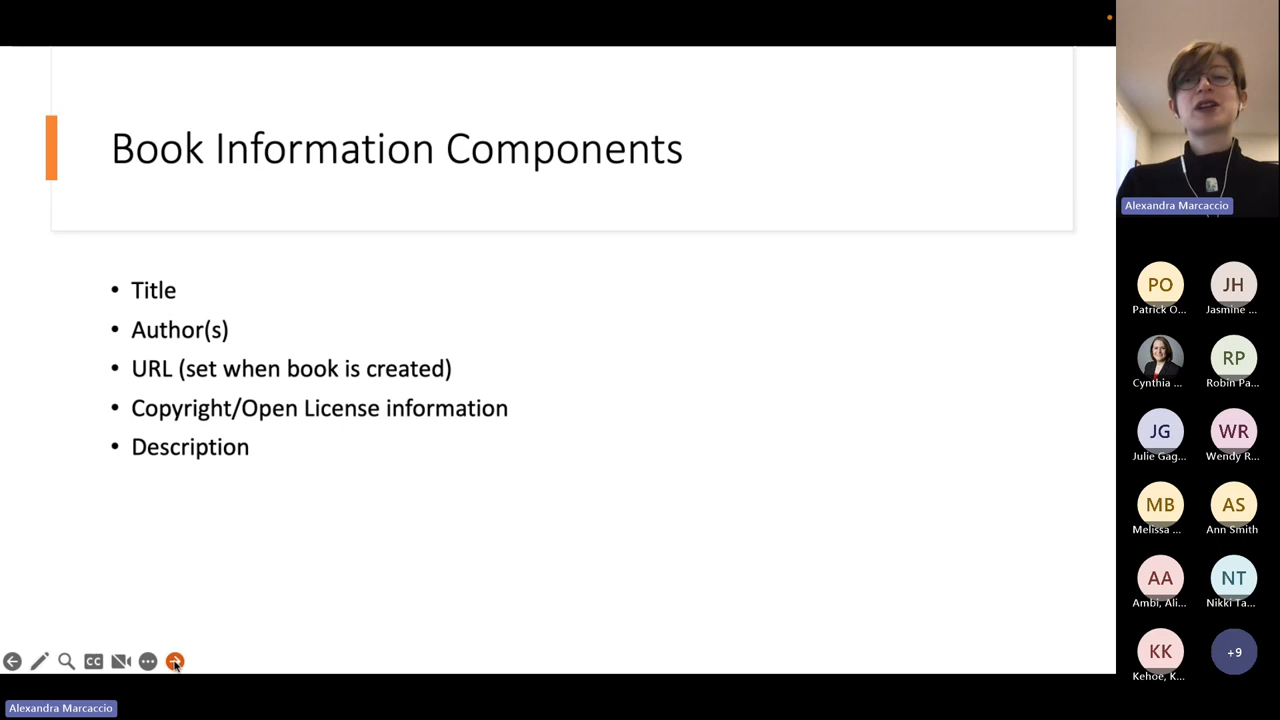 Book Information Components
• Title
• Author(s)
• URL (set when book is created)
• Copyright/Open License information
• Description
CC
Alexandra Marcaccio
Alexandra Marcaccio
PO
JH
Patrick O...
Jasmine ...
RP
Cynthia ...
Robin Pa...
JG
WR
Julie Gag...
Wendy R...
MB
AS
Melissa ...
Ann Smith
AA
NT
Ambi, Ali...
Nikki Ta...
KK
+9
Kehoe, K...